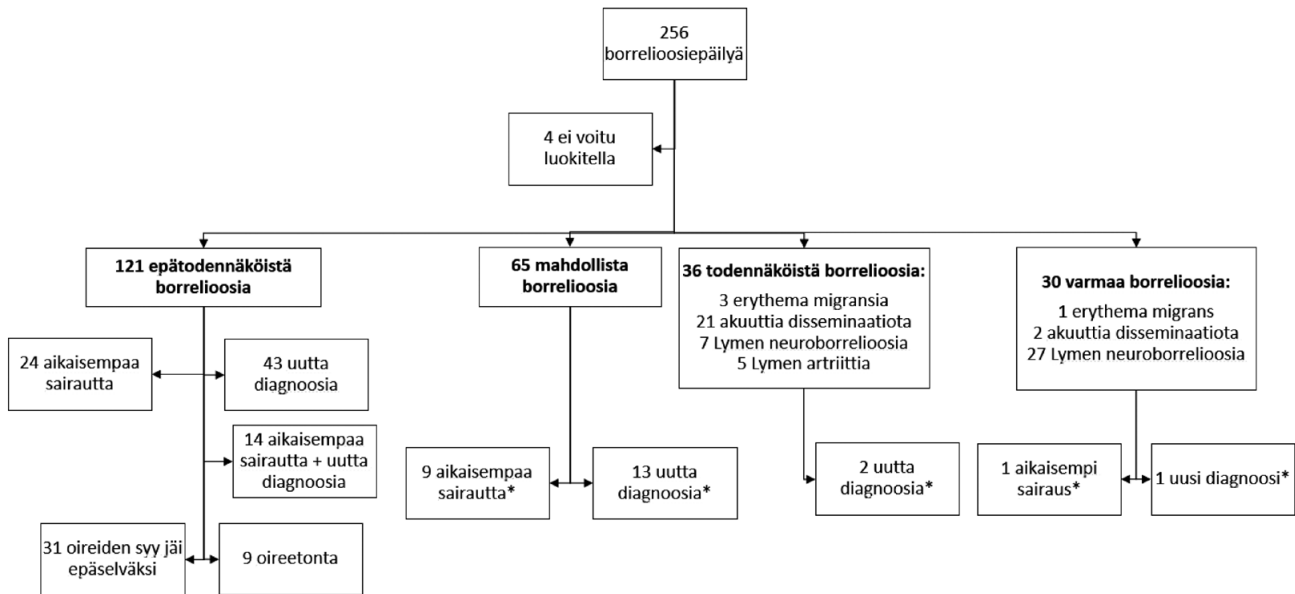 256
borrelioosiepäilyä
4 ei voitu
luokitella
121 epätodennäköistä
borrelioosia
65 mahdollista
borrelioosia
36 todennäköistä borrelioosia:
3 erythema migransia
21 akuuttia disseminaatiota
7 Lymen neuroborrelioosia
5 Lymen artriittia
30 varmaa borrelioosia:
1 erythema migrans
2 akuuttia disseminaatiota
27 Lymen neuroborrelioosia
24 aikaisempaa
sairautta
43 uutta
diagnoosia
14 aikaisempaa
sairautta + uutta
diagnoosia
31 oireiden syy jäi
epäselväksi
9 oireetonta
9 aikaisempaa
sairautta*
13 uutta
diagnoosia*
2 uutta
diagnoosia*
1 aikaisempi
sairaus*
1 uusi diagnoosi*